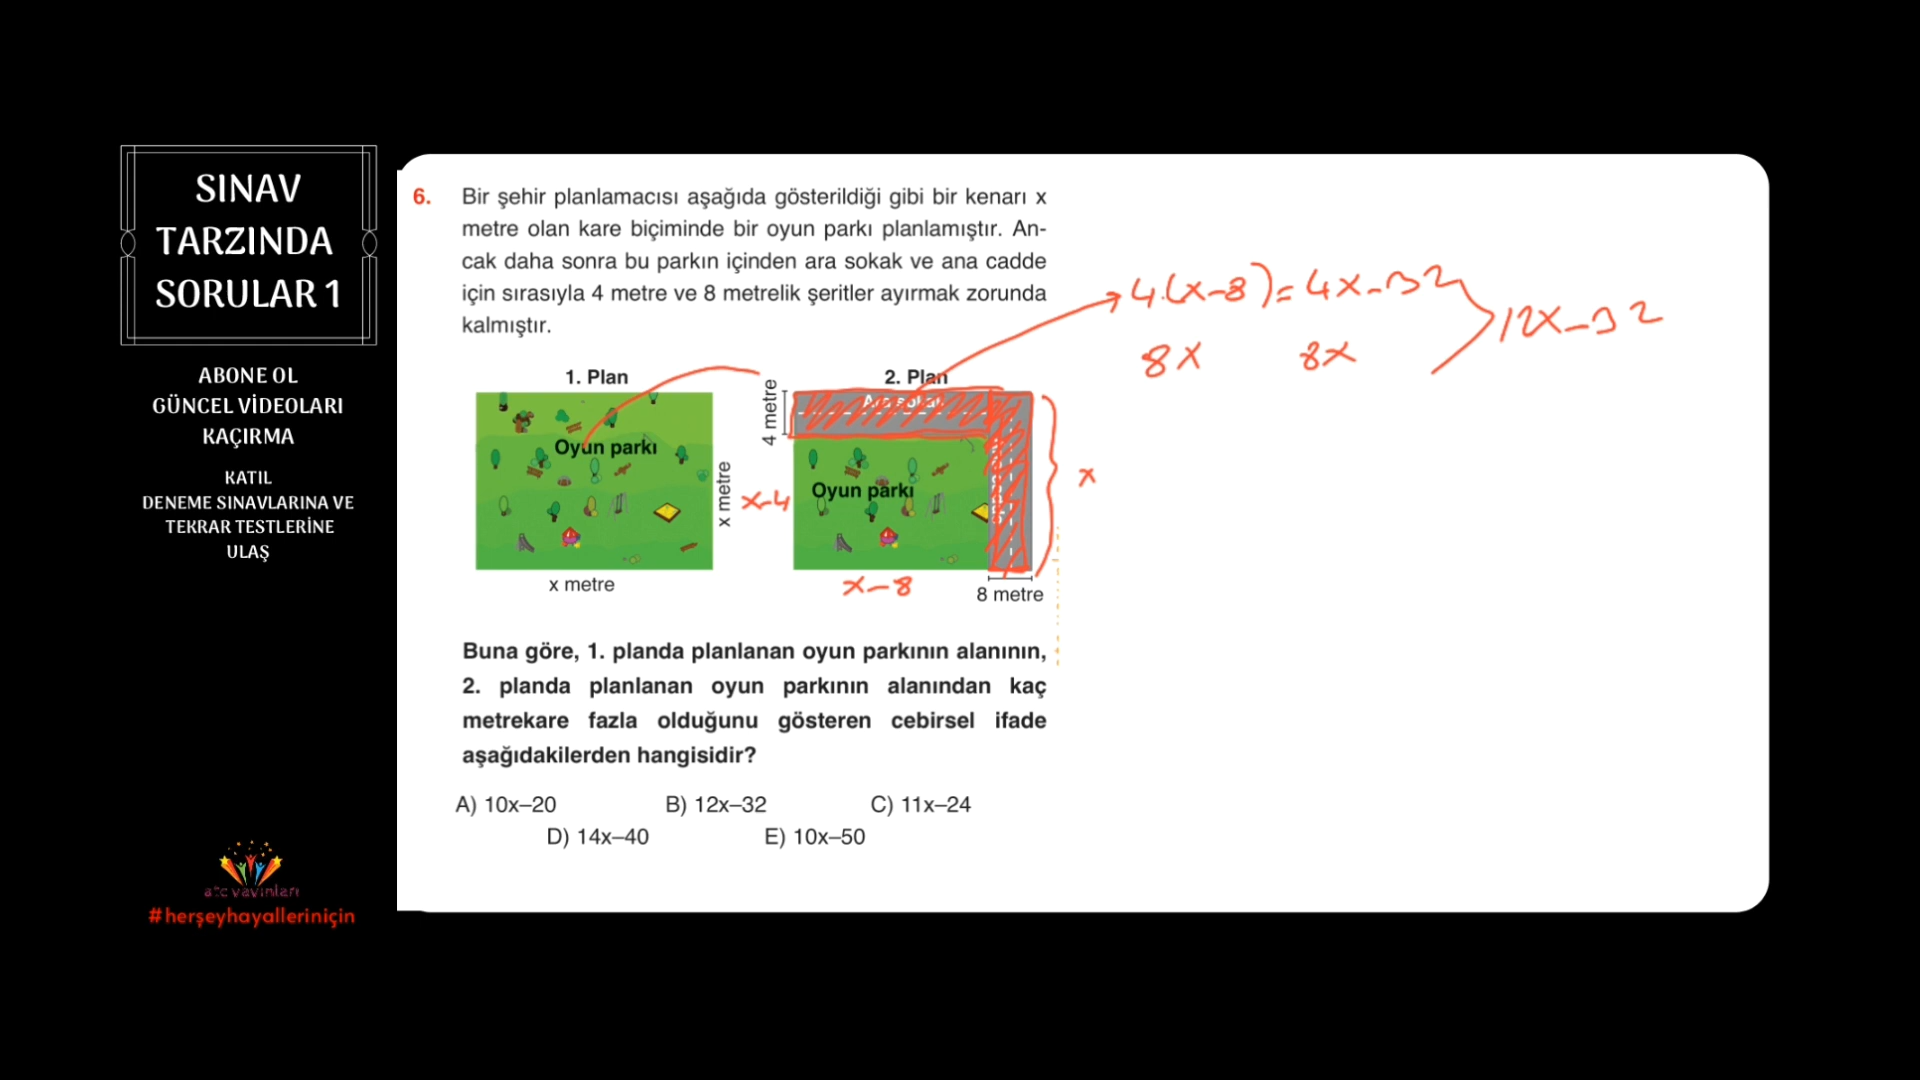 SINAV
TARZINDA
SORULAR 1
ABONE OL
GÜNCEL VİDEOLARI
KAÇIRMA
KATIL
DENEME SINAVLARINA VE
TEKRAR TESTLERİNE
ULAŞ
atc yayınları
#herşeyhayalleriniçin
6. Bir şehir planlamacısı aşağıda gösterildiği gibi bir kenarı x
metre olan kare biçiminde bir oyun parkı planlamıştır. An-
cak daha sonra bu parkın içinden ara sokak ve ana cadde
için sırasıyla 4 metre ve 8 metrelik şeritler ayırmak zorunda
kalmıştır.
4.(x-8)=4x-32
8x 8x
12x-32
1. Plan
Oyun parkı
x metre
x metre
2. Plan
4 metre
Ara sokak
Oyun parkı
x-4
x-8
x
8 metre
Buna göre, 1. planda planlanan oyun parkının alanının,
2. planda planlanan oyun parkının alanından kaç
metrekare fazla olduğunu gösteren cebirsel ifade
aşağıdakilerden hangisidir?
A) 10x–20 B) 12x–32 C) 11x–24
D) 14x–40 E) 10x–50